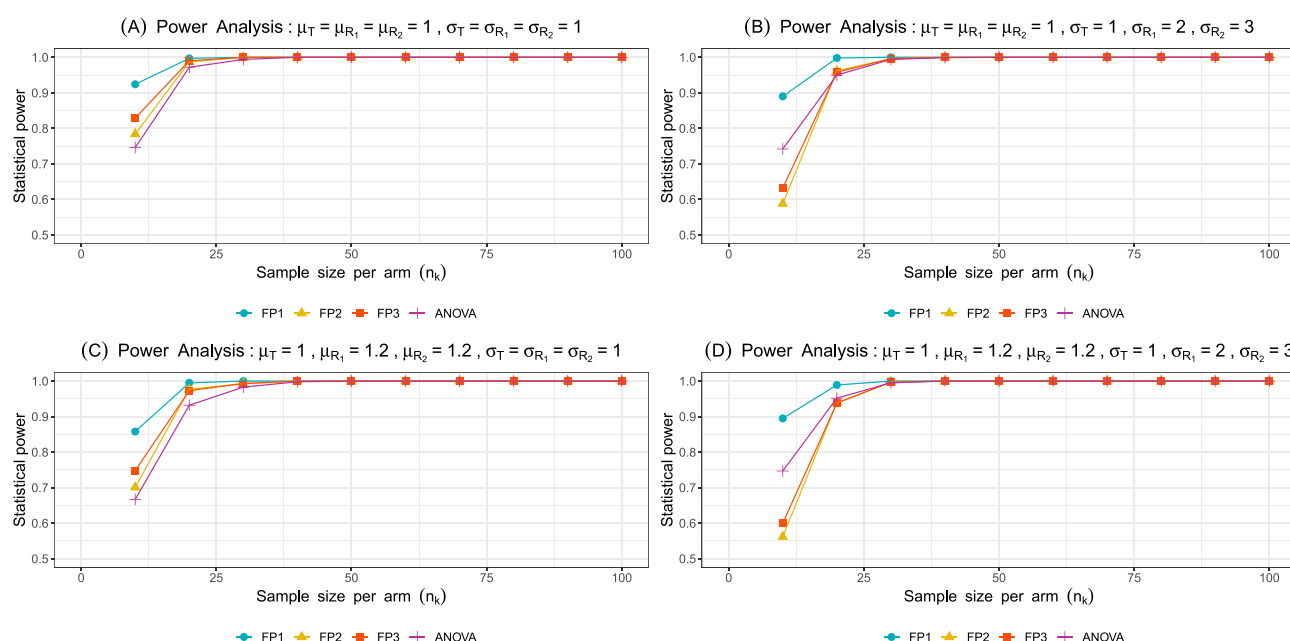 (A) Power Analysis : μT = μR1 = μR2 = 1 , σT = σR1 = σR2 = 1
Statistical power
1.0
0.9
0.8
0.7
0.6
0.5
0 25 50 75 100
Sample size per arm (nk)
FP1 FP2 FP3 ANOVA
(B) Power Analysis : μT = μR1 = μR2 = 1 , σT = 1 , σR1 = 2 , σR2 = 3
Statistical power
1.0
0.9
0.8
0.7
0.6
0.5
0 25 50 75 100
Sample size per arm (nk)
FP1 FP2 FP3 ANOVA
(C) Power Analysis : μT = 1 , μR1 = 1.2 , μR2 = 1.2 , σT = σR1 = σR2 = 1
Statistical power
1.0
0.9
0.8
0.7
0.6
0.5
0 25 50 75 100
Sample size per arm (nk)
FP1 FP2 FP3 ANOVA
(D) Power Analysis : μT = 1 , μR1 = 1.2 , μR2 = 1.2 , σT = 1 , σR1 = 2 , σR2 = 3
Statistical power
1.0
0.9
0.8
0.7
0.6
0.5
0 25 50 75 100
Sample size per arm (nk)
FP1 FP2 FP3 ANOVA